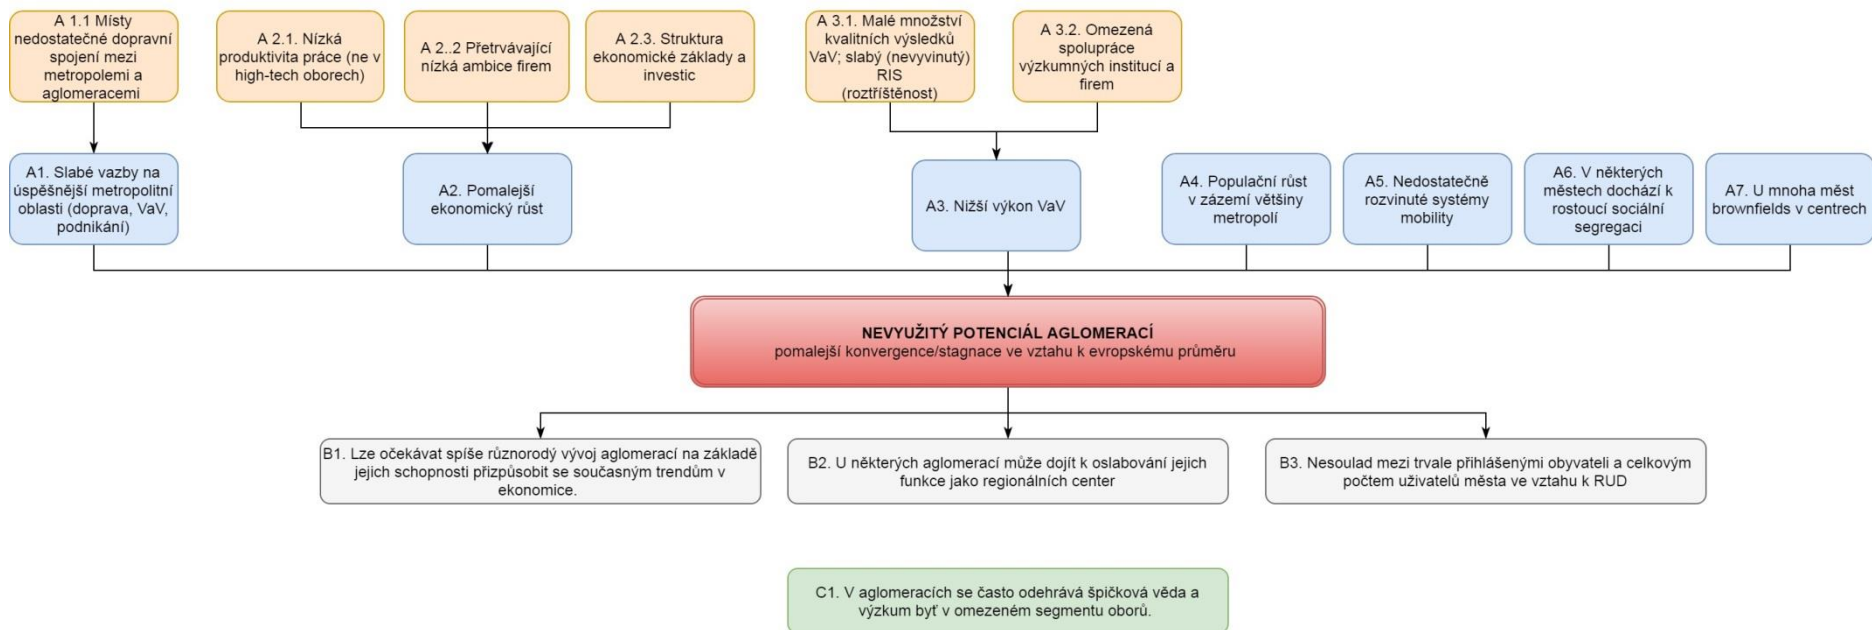 A 1.1 Místy
nedostatečné dopravní
spojení mezi
metropolemi a
aglomeracemi
A 2.1. Nízká
produktivita práce (ne v
high-tech oborech)
A 2..2 Přetrvávající
nízká ambice firem
A 2.3. Struktura
ekonomické základy a
investic
A 3.1. Malé množství
kvalitních výsledků
VaV; slabý (nevyvinutý)
RIS
(roztříštěnost)
A 3.2. Omezená
spolupráce
výzkumných institucí a
firem
A1. Slabé vazby na
úspěšnější metropolitní
oblasti (doprava, VaV,
podnikání)
A2. Pomalejší
ekonomický růst
A3. Nižší výkon VaV
A4. Populační růst
v zázemí většiny
metropolí
A5. Nedostatečně
rozvinuté systémy
mobility
A6. V některých
městech dochází k
rostoucí sociální
segregaci
A7. U mnoha měst
brownfields v centrech
NEVYUŽITÝ POTENCIÁL AGLOMERACÍ
pomalejší konvergence/stagnace ve vztahu k evropskému průměru
B1. Lze očekávat spíše různorodý vývoj aglomerací na základě
jejich schopnosti přizpůsobit se současným trendům v
ekonomice.
B2. U některých aglomerací může dojít k oslabování jejich
funkce jako regionálních center
B3. Nesoulad mezi trvale přihlášenými obyvateli a celkovým
počtem uživatelů města ve vztahu k RUD
C1. V aglomeracích se často odehrává špičková věda a
výzkum byť v omezeném segmentu oborů.